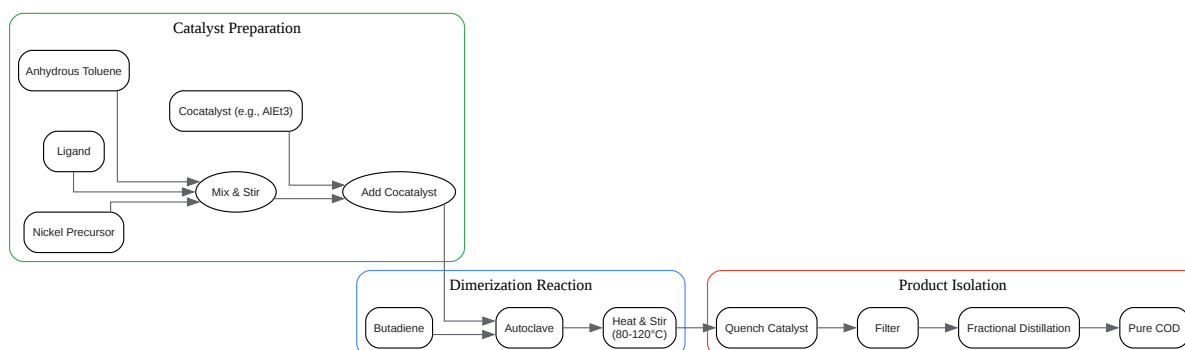 Catalyst Preparation
Anhydrous Toluene
Cocatalyst (e.g., AlEt3)
Ligand
Mix & Stir
Add Cocatalyst
Nickel Precursor
Dimerization Reaction
Butadiene
Autoclave
Heat & Stir
(80-120°C)
Product Isolation
Quench Catalyst
Filter
Fractional Distillation
Pure COD